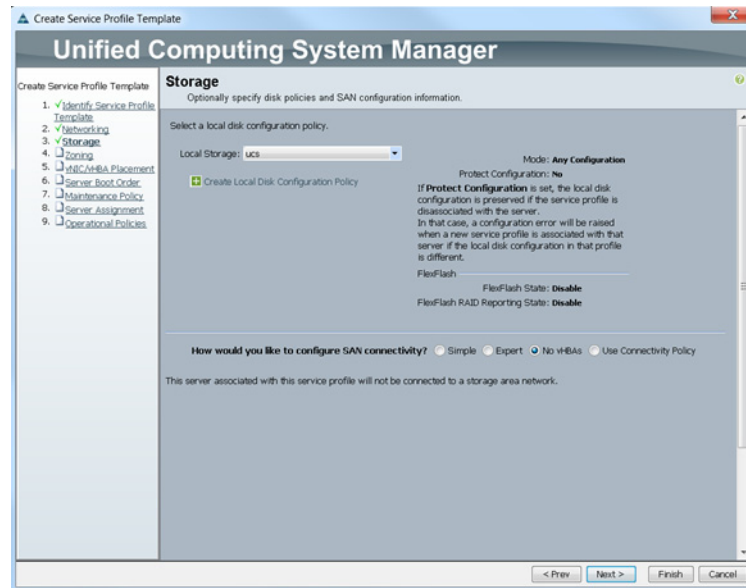 Create Service Profile Template
Unified Computing System Manager
Create Service Profile Template
1. √Identify Service Profile
Template
2. √Networking
3. √Storage
4. Zoning
5. vNIC/vHBA Placement
6. Server Boot Order
7. Maintenance Policy
8. Server Assignment
9. Operational Policies
Storage
Optionally specify disk policies and SAN configuration information.
Select a local disk configuration policy.
Local Storage: ucs
Create Local Disk Configuration Policy
Mode: Any Configuration
Protect Configuration: No
If Protect Configuration is set, the local disk
configuration is preserved if the service profile is
disassociated with the server.
In that case, a configuration error will be raised
when a new service profile is associated with that
server if the local disk configuration in that profile
is different.
FlexFlash
FlexFlash State: Disable
FlexFlash RAID Reporting State: Disable
How would you like to configure SAN connectivity? Simple Expert No vHBAs Use Connectivity Policy
This server associated with this service profile will not be connected to a storage area network.
< Prev Next > Finish Cancel